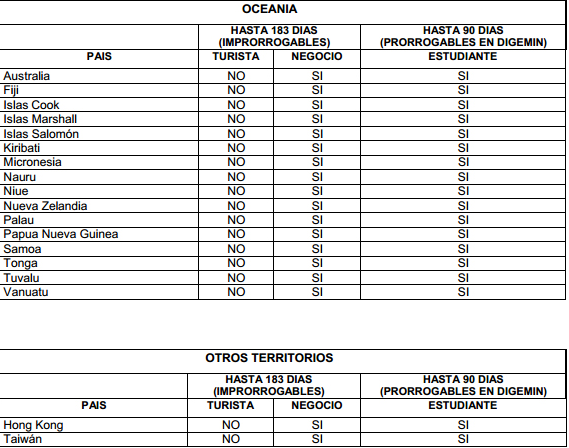 OCEANIA
HASTA 183 DIAS HASTA 90 DIAS
(IMPRORROGABLES) (PRORROGABLES EN DIGEMIN)
PAIS TURISTA NEGOCIO ESTUDIANTE
Australia NO SI SI
Fiji NO SI SI
Islas Cook NO SI SI
Islas Marshall NO SI SI
Islas Salomón NO SI SI
Kiribati NO SI SI
Micronesia NO SI SI
Nauru NO SI SI
Niue NO SI SI
Nueva Zelandia NO SI SI
Palau NO SI SI
Papua Nueva Guinea NO SI SI
Samoa NO SI SI
Tonga NO SI SI
Tuvalu NO SI SI
Vanuatu NO SI SI
OTROS TERRITORIOS
HASTA 183 DIAS HASTA 90 DIAS
(IMPRORROGABLES) (PRORROGABLES EN DIGEMIN)
PAIS TURISTA NEGOCIO ESTUDIANTE
Hong Kong NO SI SI
Taiwán NO SI SI